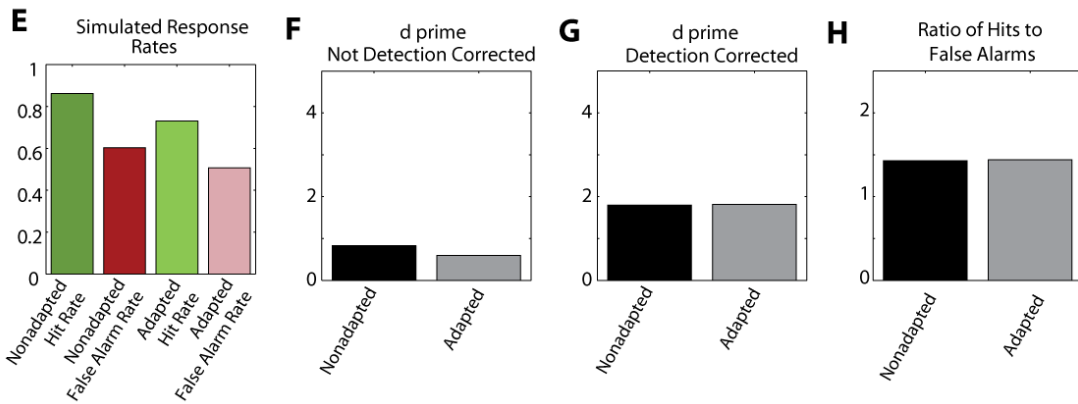 E
Simulated Response
Rates
1
0.8
0.6
0.4
0.2
0
Nonadapted
Hit Rate
Nonadapted
False Alarm Rate
Adapted
Hit Rate
Adapted
False Alarm Rate
F
d prime
Not Detection Corrected
4
2
0
Nonadapted
Adapted
G
d prime
Detection Corrected
4
2
0
Nonadapted
Adapted
H
Ratio of Hits to
False Alarms
2
1
0
Nonadapted
Adapted